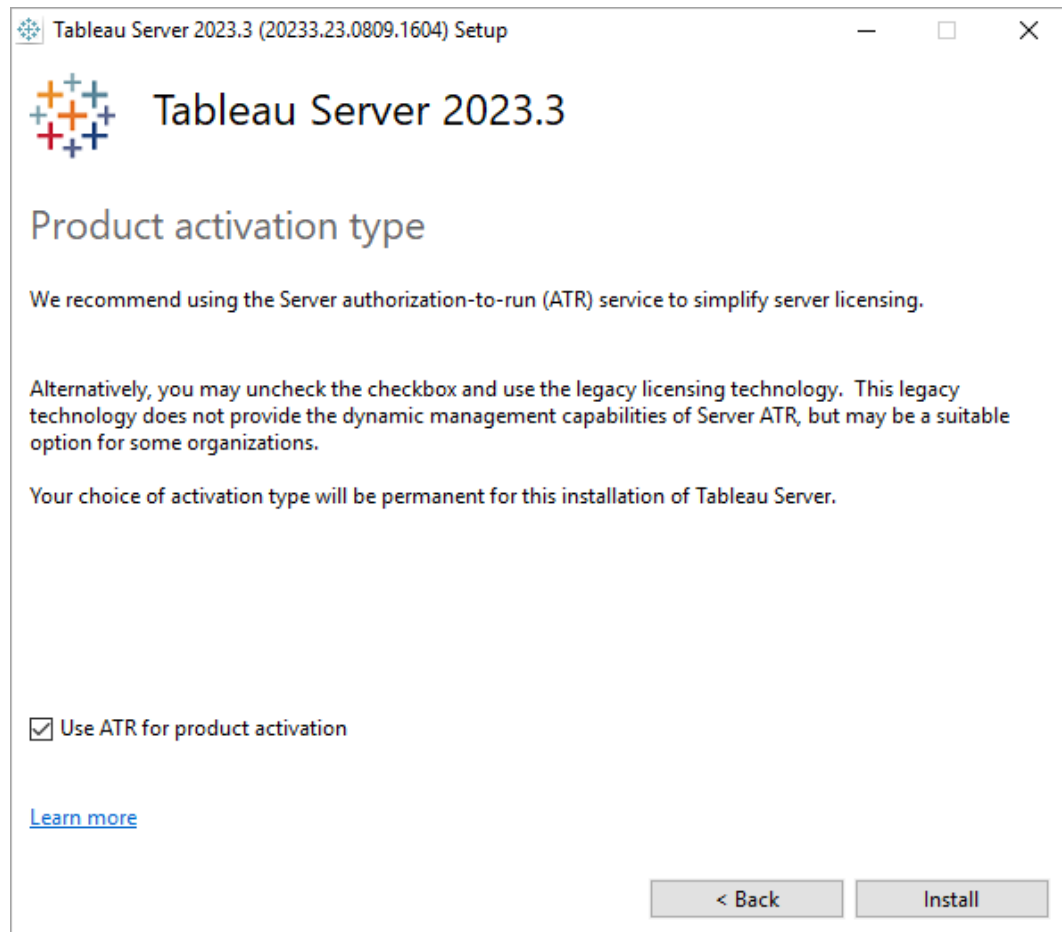 Tableau Server 2023.3 (20233.23.0809.1604) Setup
Tableau Server 2023.3
Product activation type
We recommend using the Server authorization-to-run (ATR) service to simplify server licensing.
Alternatively, you may uncheck the checkbox and use the legacy licensing technology.  This legacy
technology does not provide the dynamic management capabilities of Server ATR, but may be a suitable
option for some organizations.
Your choice of activation type will be permanent for this installation of Tableau Server.
Use ATR for product activation
Learn more
< Back
Install